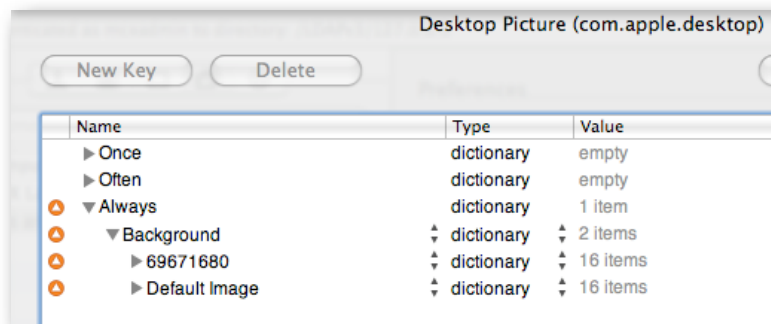 Desktop Picture (com.apple.desktop)
New Key Delete
Name Type Value
Once dictionary empty
Often dictionary empty
Always dictionary 1 item
Background dictionary 2 items
69671680 dictionary 16 items
Default Image dictionary 16 items